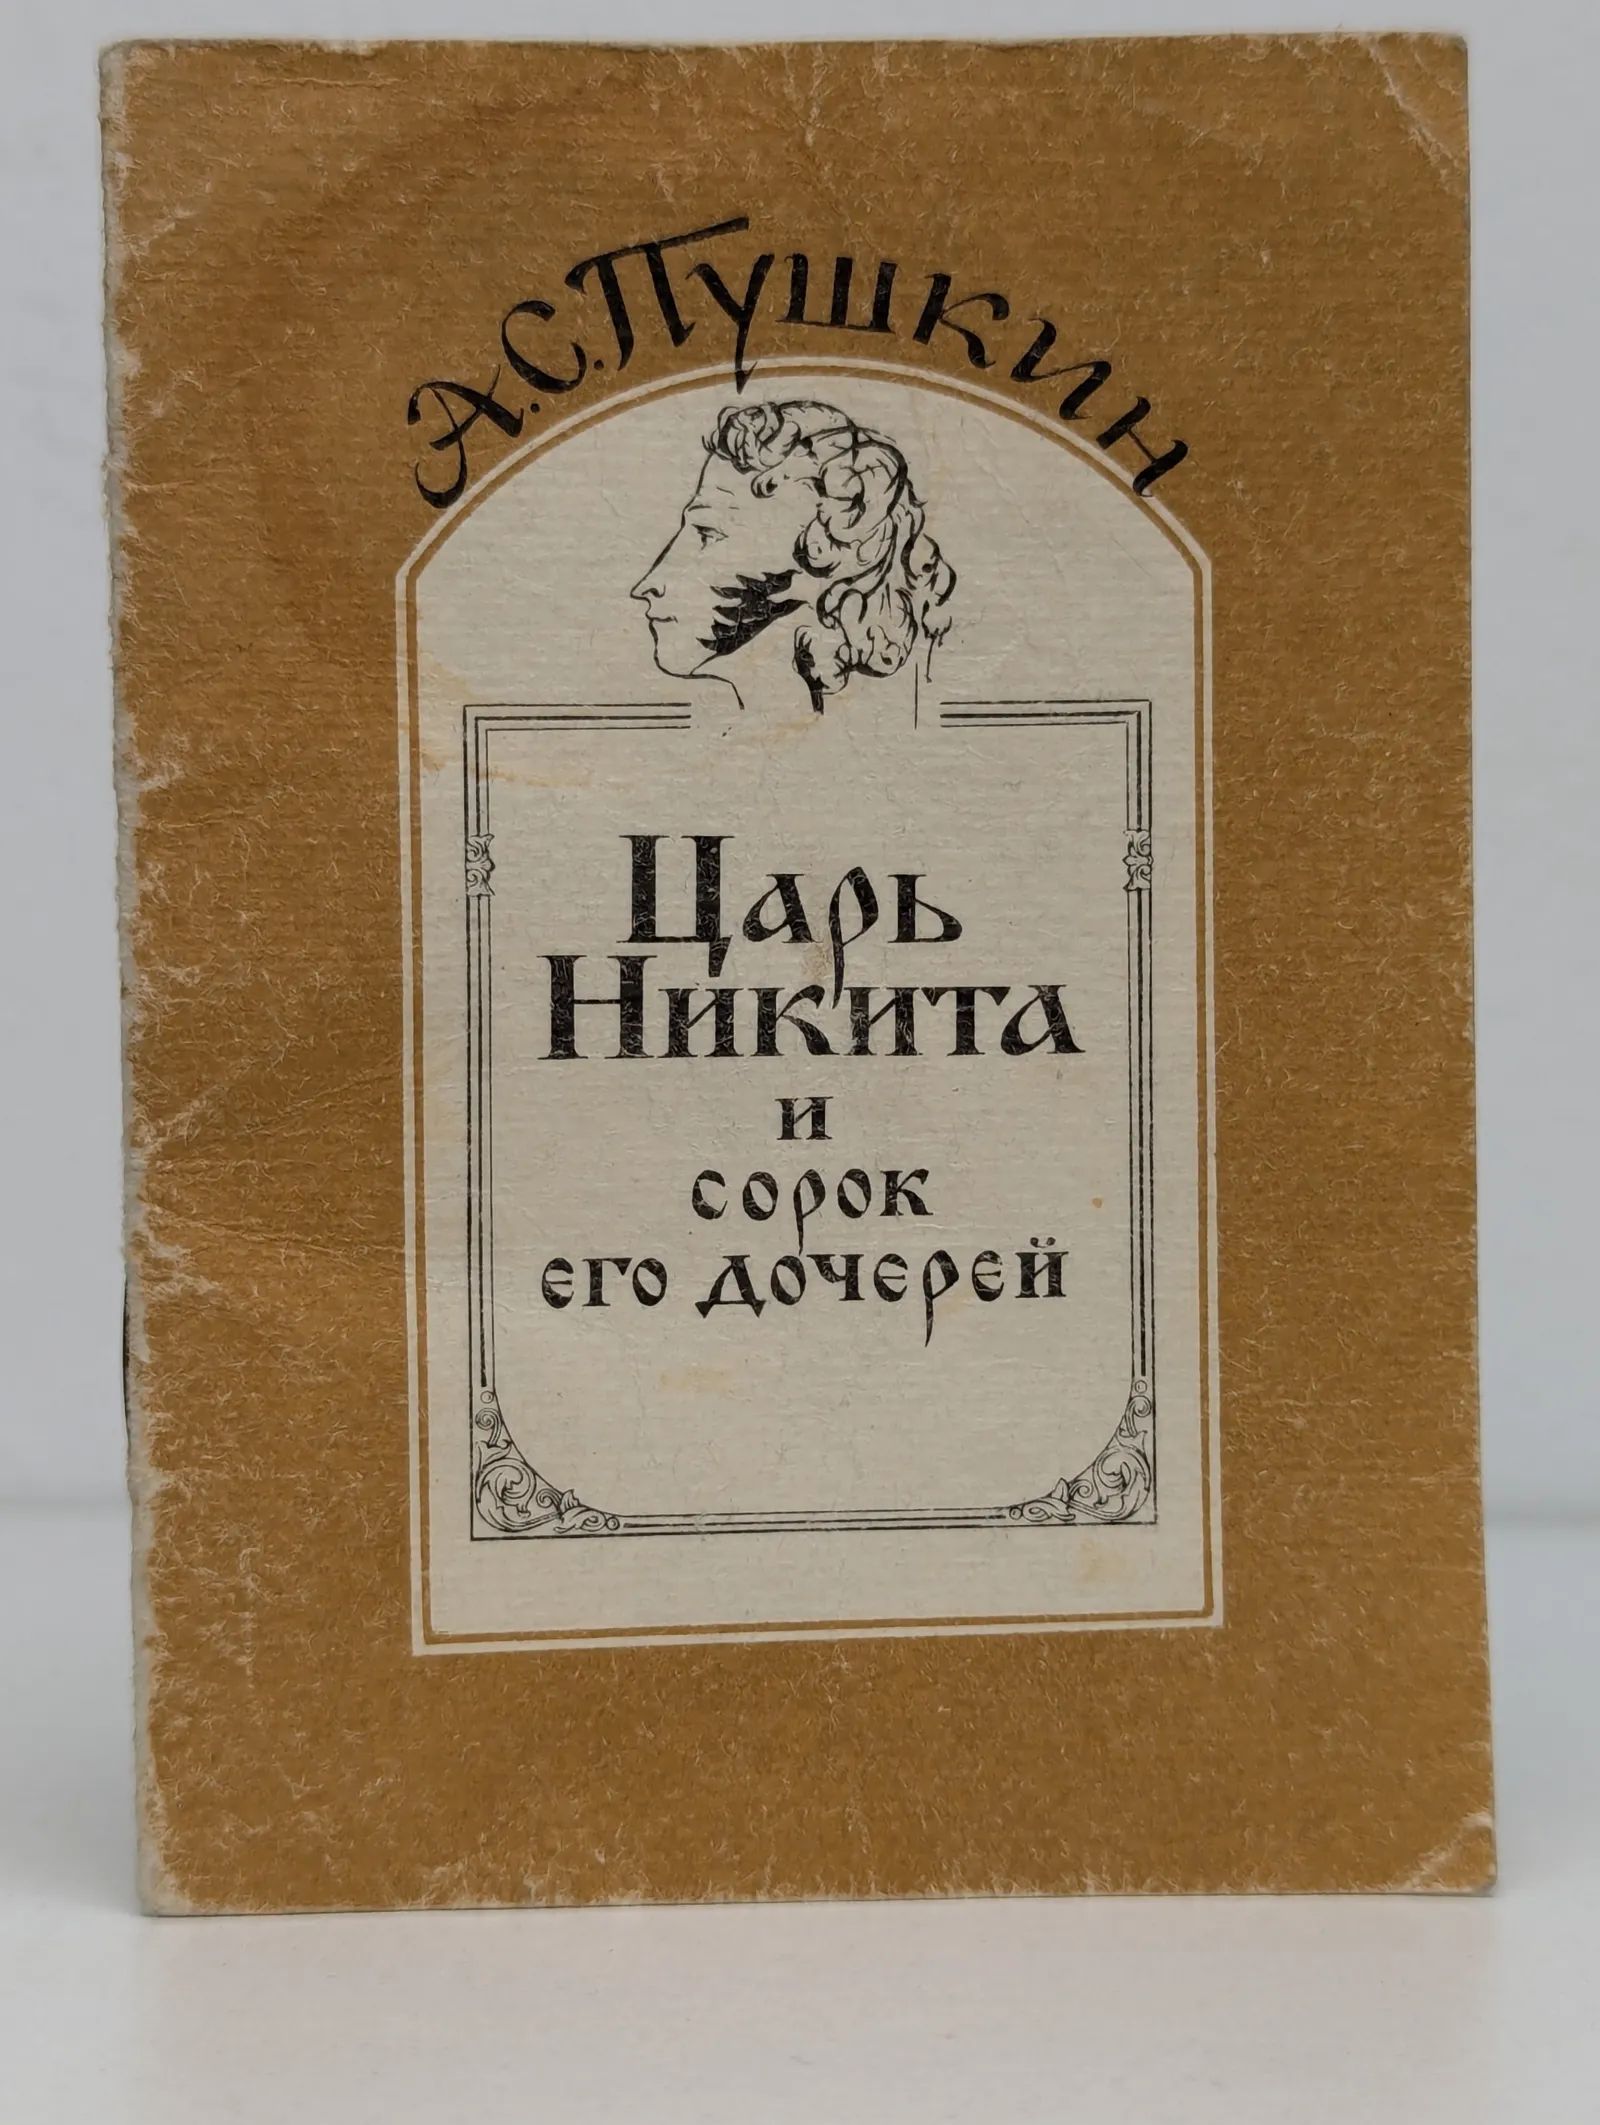 А.С. Пушкин
Царь
Никита
и
сорок
его дочерей